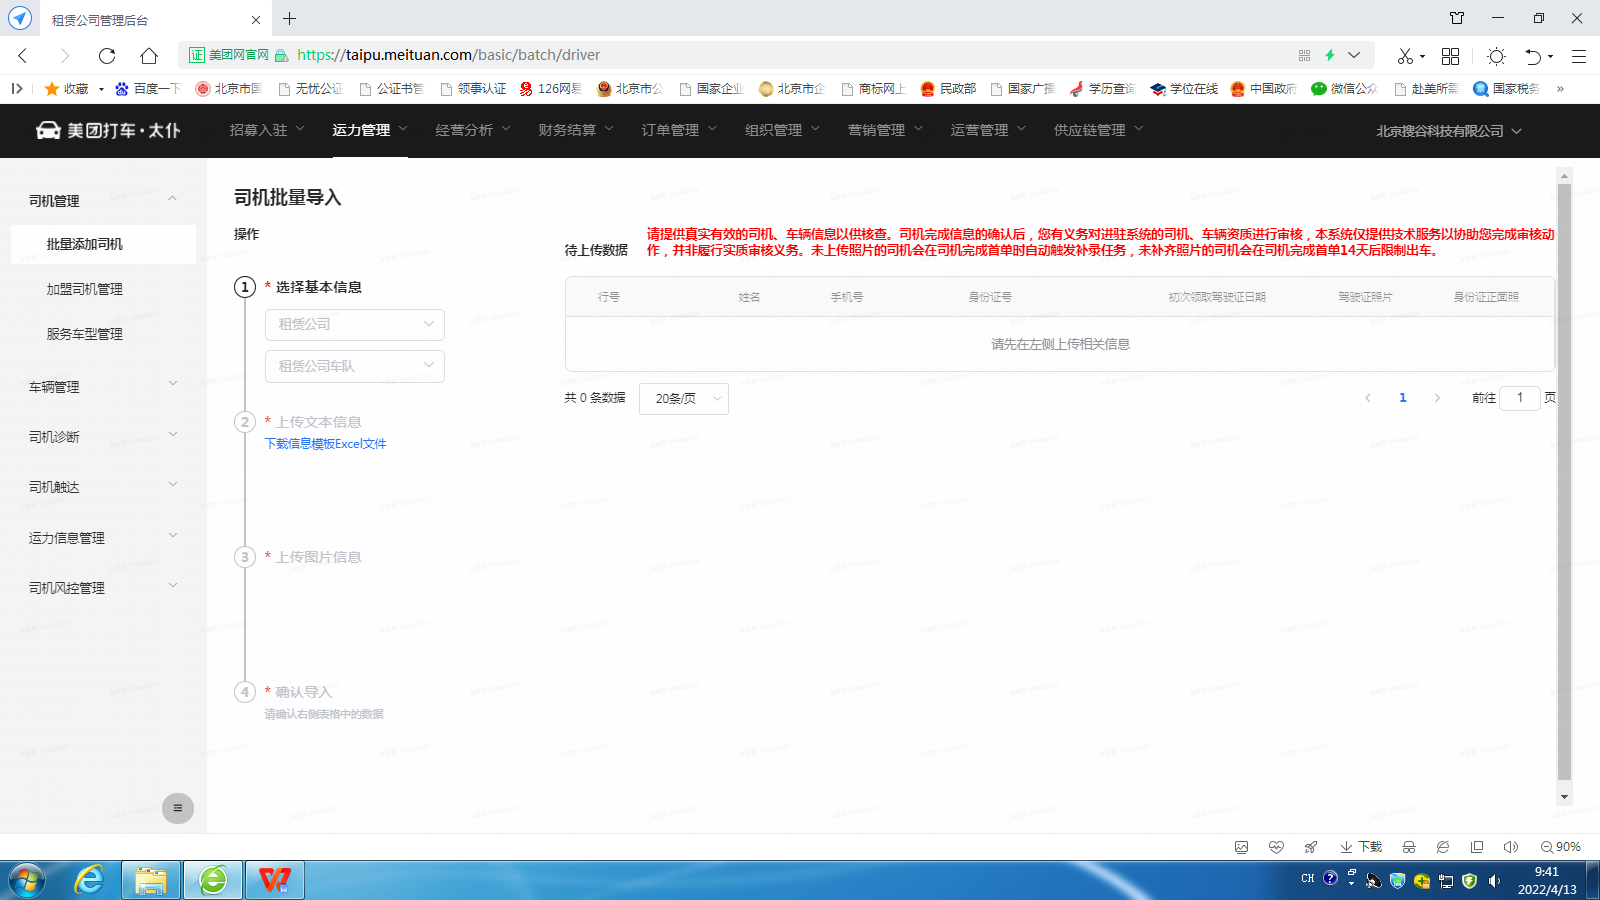 租赁公司管理后台
证 美团网官网 https://taipu.meituan.com/basic/batch/driver
收藏 百度一下 北京市国 无忧公证 公证书管 领事认证 126网易 北京市公 国家企业 北京市企 商标网上 民政部 国家广播 学历查询 学位在线 中国政府 微信公众 赴美所需 国家税务 »
美团打车·太仆 招募入驻 运力管理 经营分析 财务结算 订单管理 组织管理 营销管理 运营管理 供应链管理 北京搜谷科技有限公司
司机管理
批量添加司机
加盟司机管理
服务车型管理
车辆管理
司机诊断
司机触达
运力信息管理
司机风控管理
司机批量导入
操作
1 * 选择基本信息
租赁公司
租赁公司车队
2 * 上传文本信息
下载信息模板Excel文件
3 * 上传图片信息
4 * 确认导入
请确认右侧表格中的数据
待上传数据
请提供真实有效的司机、车辆信息以供核查。司机完成信息的确认后，您有义务对进驻系统的司机、车辆资质进行审核，本系统仅提供技术服务以协助您完成审核动
作，并非履行实质审核义务。未上传照片的司机会在司机完成首单时自动触发补录任务，未补齐照片的司机会在司机完成首单14天后限制出车。
行号 姓名 手机号 身份证号 初次领取驾驶证日期 驾驶证照片 身份证正面照
请先在左侧上传相关信息
共 0 条数据 20条/页 1 前往 1 页
下载 90%
CH
9:41
2022/4/13